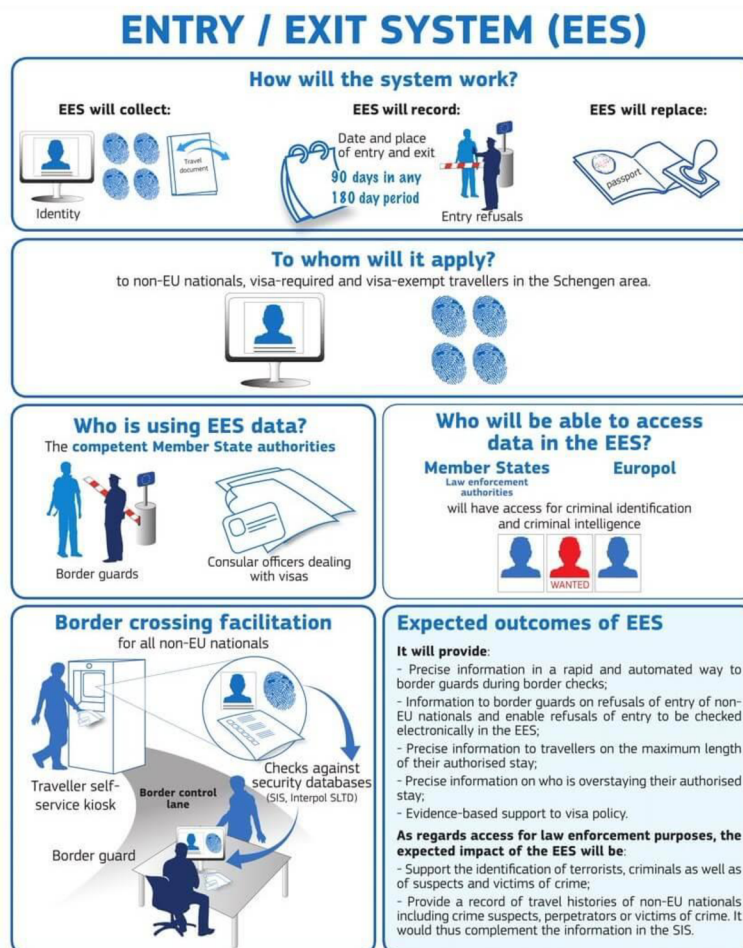 ENTRY / EXIT SYSTEM (EES)
How will the system work?
EES will collect:
Travel
document
Identity
EES will record:
Date and place
of entry and exit
90 days in any
180 day period
Entry refusals
EES will replace:
passport
To whom will it apply?
to non-EU nationals, visa-required and visa-exempt travellers in the Schengen area.
Who is using EES data?
The competent Member State authorities
Border guards
Consular officers dealing
with visas
Who will be able to access
data in the EES?
Member States
Law enforcement
authorities
Europol
will have access for criminal identification
and criminal intelligence
WANTED
Border crossing facilitation
for all non-EU nationals
Traveller self-
service kiosk
Border control
lane
Checks against
security databases
(SIS, Interpol SLTD)
Border guard
Expected outcomes of EES
It will provide:
- Precise information in a rapid and automated way to
border guards during border checks;
- Information to border guards on refusals of entry of non-
EU nationals and enable refusals of entry to be checked
electronically in the EES;
- Precise information to travellers on the maximum length
of their authorised stay;
- Precise information on who is overstaying their authorised
stay;
- Evidence-based support to visa policy.
As regards access for law enforcement purposes, the
expected impact of the EES will be:
- Support the identification of terrorists, criminals as well as
of suspects and victims of crime;
- Provide a record of travel histories of non-EU nationals
including crime suspects, perpetrators or victims of crime. It
would thus complement the information in the SIS.